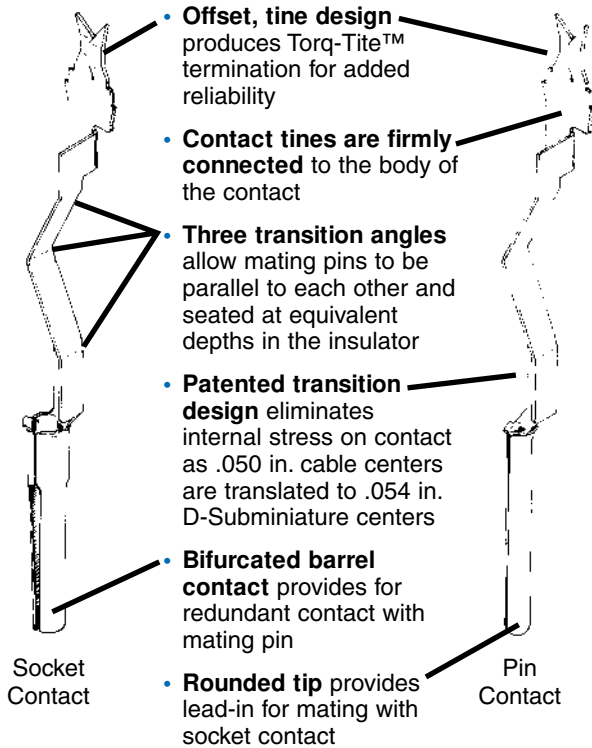 • Offset, tine design
produces Torq-Tite™
termination for added
reliability
• Contact tines are firmly
connected to the body of
the contact
• Three transition angles
allow mating pins to be
parallel to each other and
seated at equivalent
depths in the insulator
• Patented transition
design eliminates
internal stress on contact
as .050 in. cable centers
are translated to .054 in.
D-Subminiature centers
• Bifurcated barrel
contact provides for
redundant contact with
mating pin
• Rounded tip provides
lead-in for mating with
socket contact
Socket
Contact
Pin
Contact